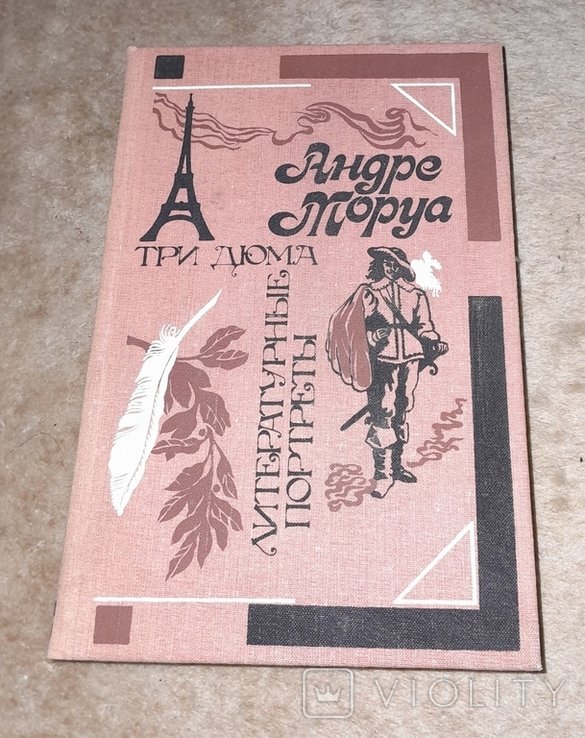 Андре
Моруа
ТРИ ДЮМА
ЛИТЕРАТУРНЫЕ
ПОРТРЕТЫ
VIOLITY